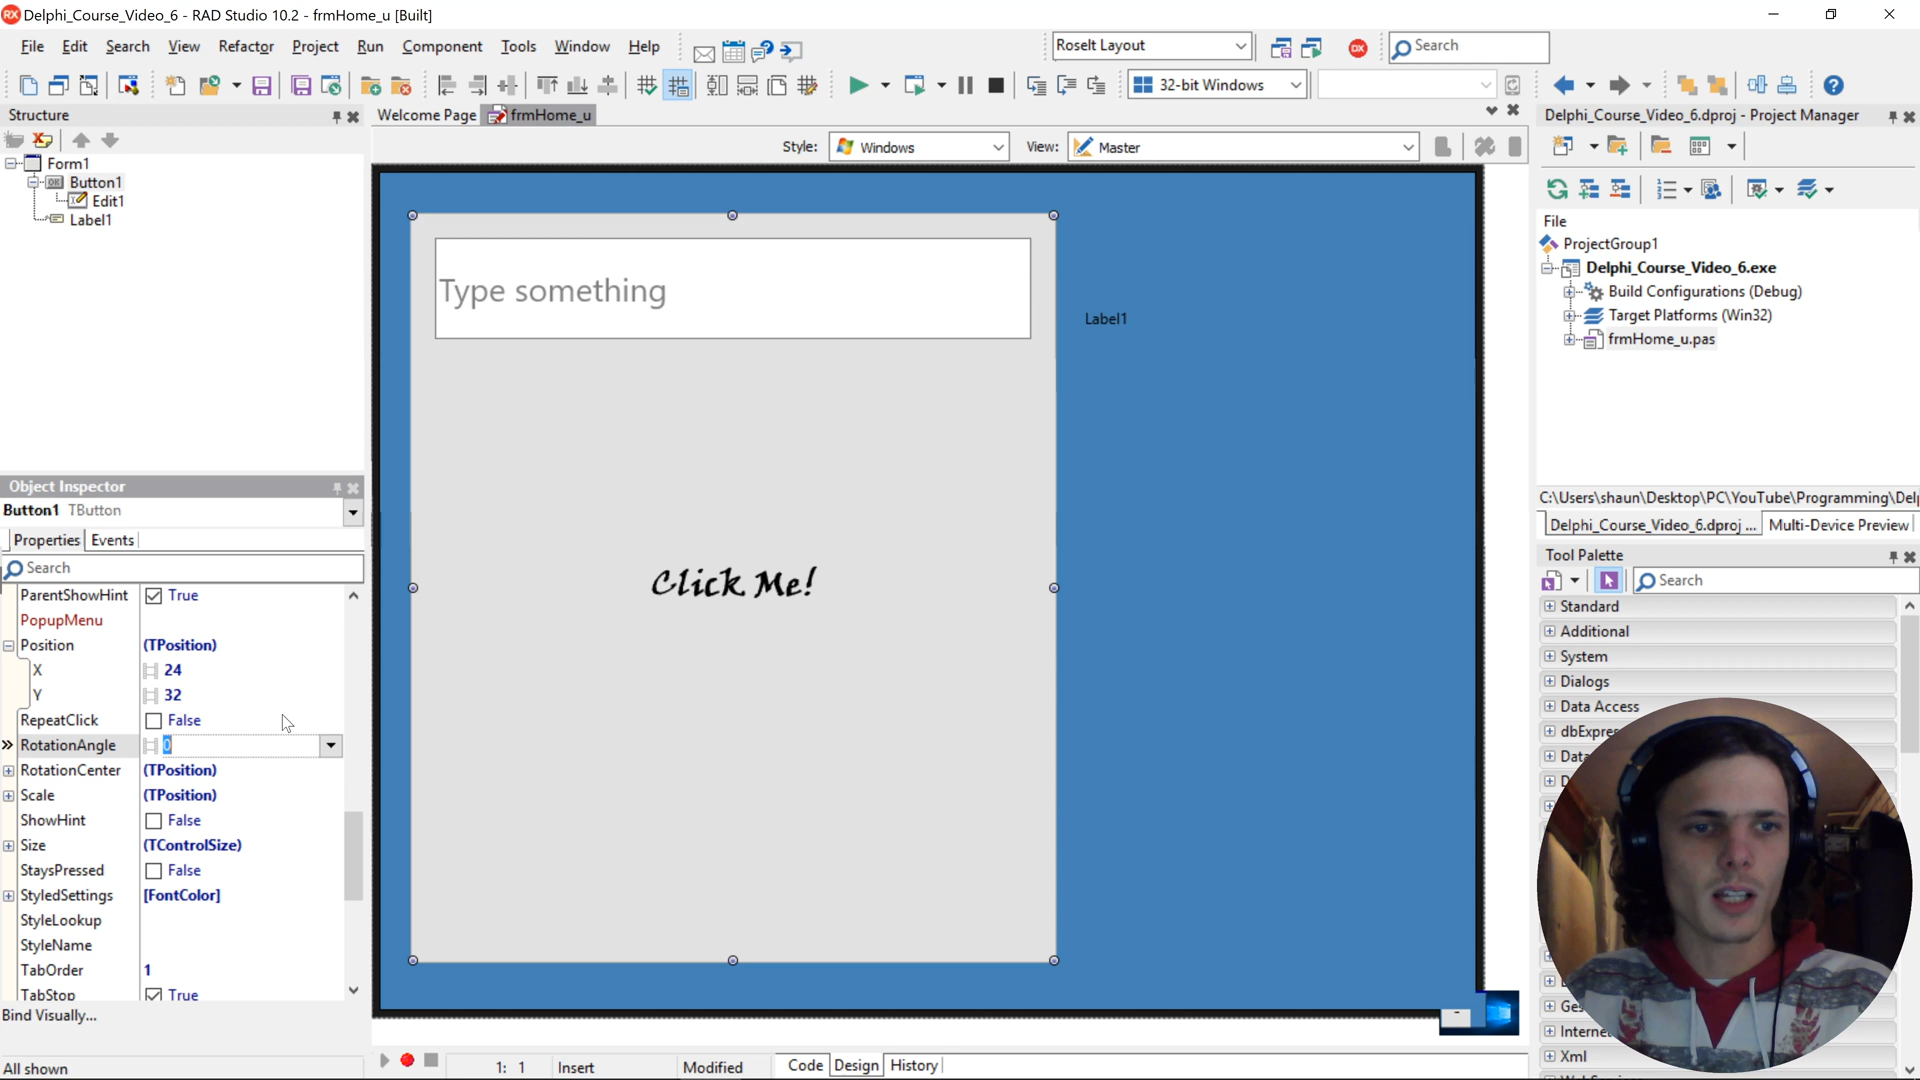 Delphi_Course_Video_6 - RAD Studio 10.2 - frmHome_u [Built]
File Edit Search View Refactor Project Run Component Tools Window Help
Roselt Layout
Search
32-bit Windows
Structure
Welcome Page frmHome_u
Delphi_Course_Video_6.dproj - Project Manager
Style: Windows View: Master
Form1
Button1
Edit1
Label1
File
ProjectGroup1
Delphi_Course_Video_6.exe
Build Configurations (Debug)
Target Platforms (Win32)
frmHome_u.pas
Type something
Label1
Click Me!
Object Inspector
Button1 TButton
Properties Events
Search
ParentShowHint True
PopupMenu
Position (TPosition)
X 24
Y 32
RepeatClick False
RotationAngle 0
RotationCenter (TPosition)
Scale (TPosition)
ShowHint False
Size (TControlSize)
StaysPressed False
StyledSettings [FontColor]
StyleLookup
StyleName
TabOrder 1
TabStop True
Bind Visually...
All shown
1: 1 Insert Modified Code Design History
C:\Users\shaun\Desktop\PC\YouTube\Programming\Del
Delphi_Course_Video_6.dproj ... Multi-Device Preview
Tool Palette
Search
Standard
Additional
System
Dialogs
Data Access
dbExpre
Data
Ges
Interne
Xml